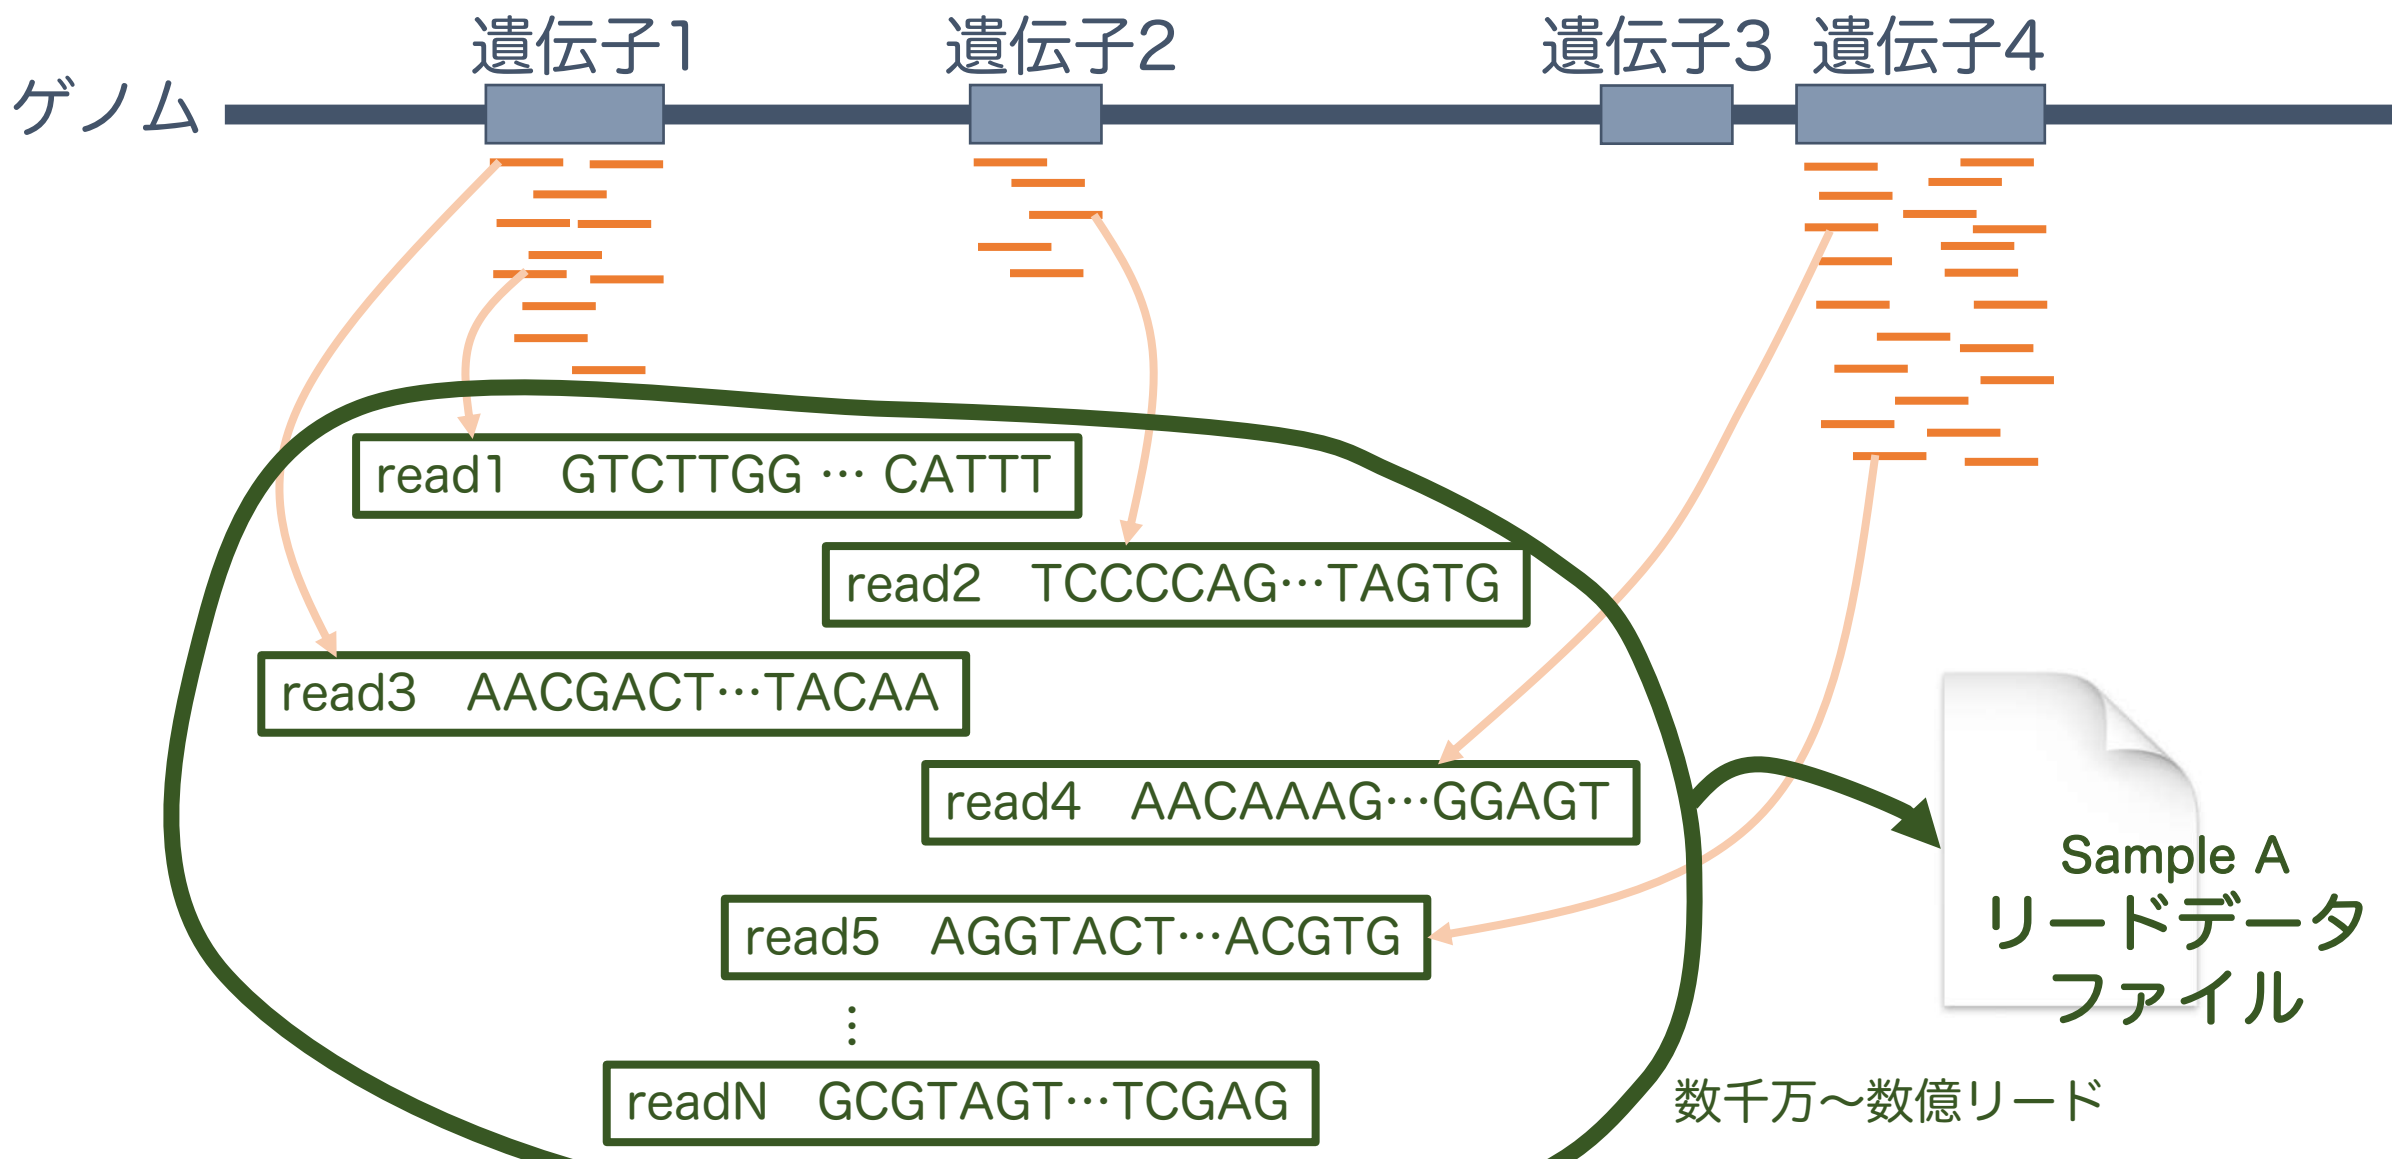 遺伝子1
遺伝子2
遺伝子3
遺伝子4
ゲノム
read1 GTCTTGG … CATTT
read2 TCCCCAG…TAGTG
read3 AACGACT…TACAA
read4 AACAAAG…GGAGT
read5 AGGTACT…ACGTG
⋮
readN GCGTAGT…TCGAG
Sample A
リードデータ
ファイル
数千万〜数億リード